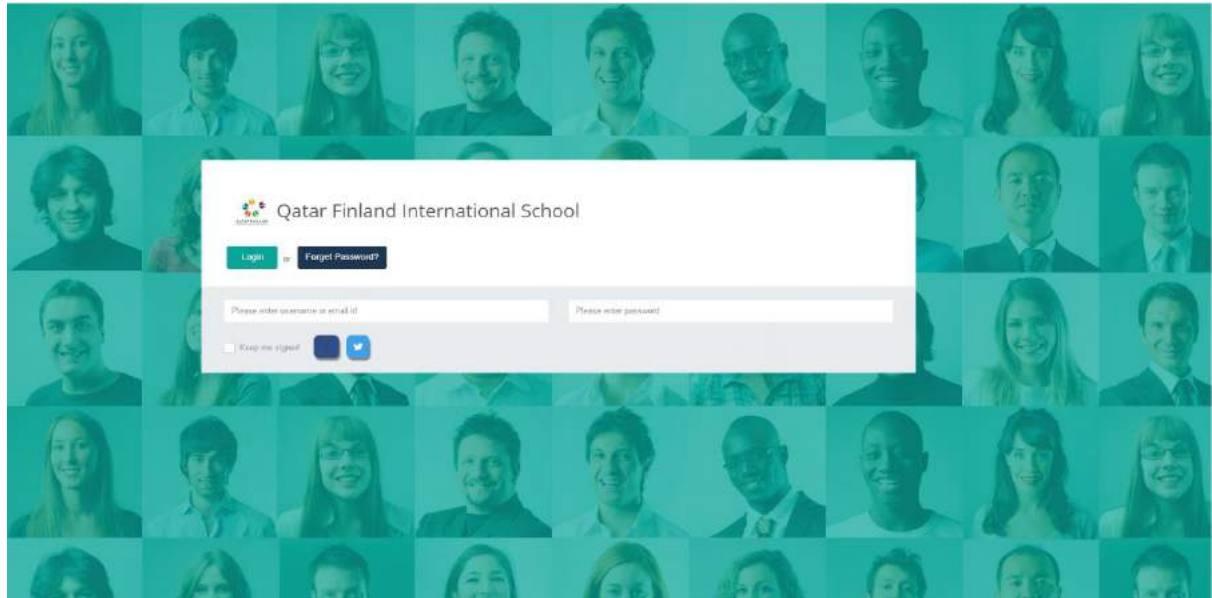 Qatar Finland International School
Login or Forget Password?
Please enter username or email id
Please enter password
Keep me signed